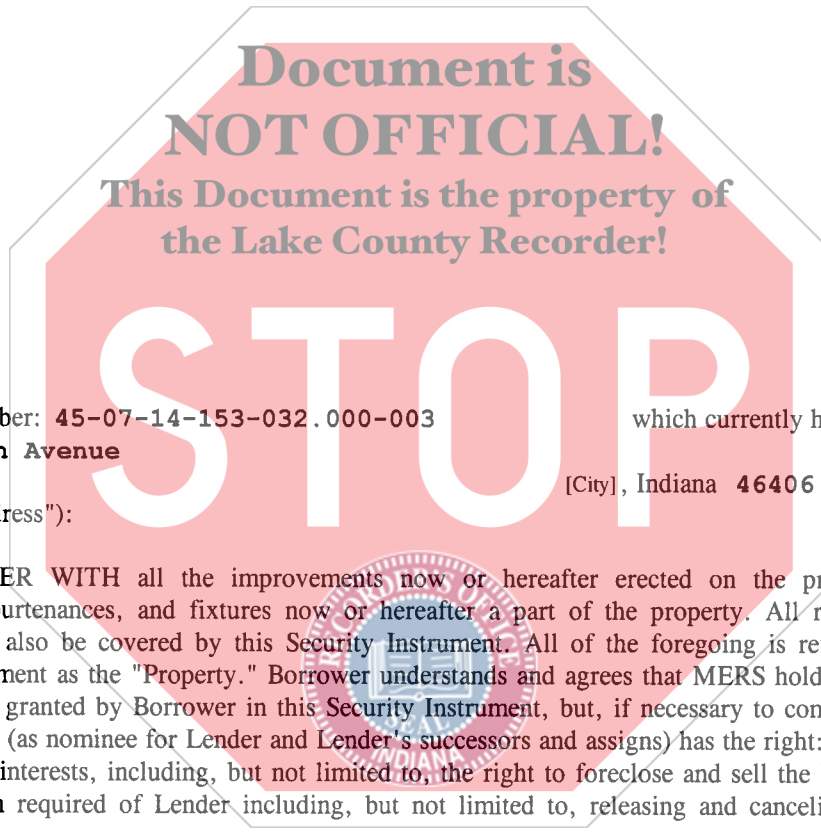 Document is
NOT OFFICIAL!
This Document is the property of
the Lake County Recorder!
STOP
ber: 45-07-14-153-032.000-003 which currently h
n Avenue
[City], Indiana 46406
ress"):
ER WITH all the improvements now or hereafter erected on the pr
urtenances, and fixtures now or hereafter a part of the property. All r
also be covered by this Security Instrument. All of the foregoing is re
ment as the "Property." Borrower understands and agrees that MERS hold
granted by Borrower in this Security Instrument, but, if necessary to com
(as nominee for Lender and Lender's successors and assigns) has the right:
interests, including, but not limited to, the right to foreclose and sell the
n required of Lender including, but not limited to, releasing and canceli
RECORDER'S OFFICE
SEAL
INDIANA